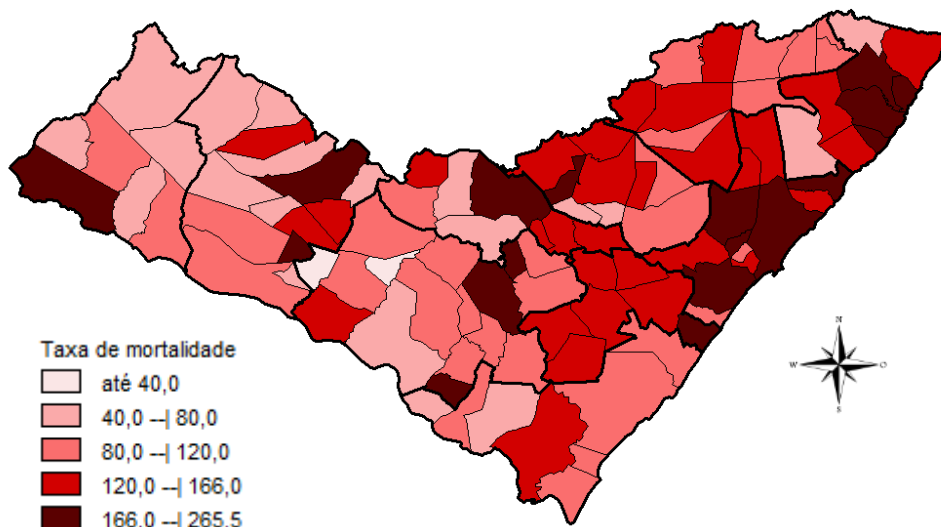 Taxa de mortalidade
até 40,0
40,0 --| 80,0
80,0 --| 120,0
120,0 --| 166,0
166,0 --| 265,5
N
W
O
S